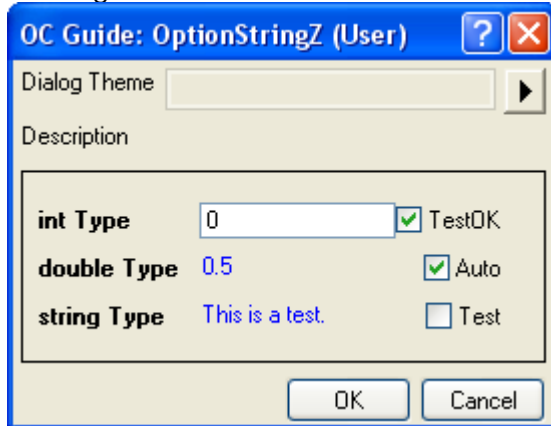 OC Guide: OptionStringZ (User)
Dialog Theme
Description
int Type 0 TestOK
double Type 0.5 Auto
string Type This is a test. Test
OK Cancel